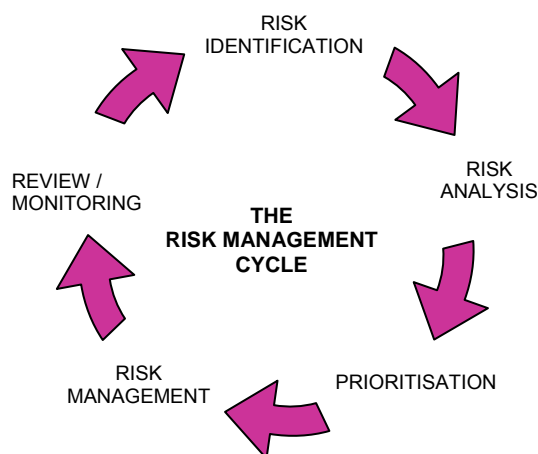 RISK
IDENTIFICATION
RISK
ANALYSIS
REVIEW /
MONITORING
THE
RISK MANAGEMENT
CYCLE
RISK
MANAGEMENT
PRIORITISATION